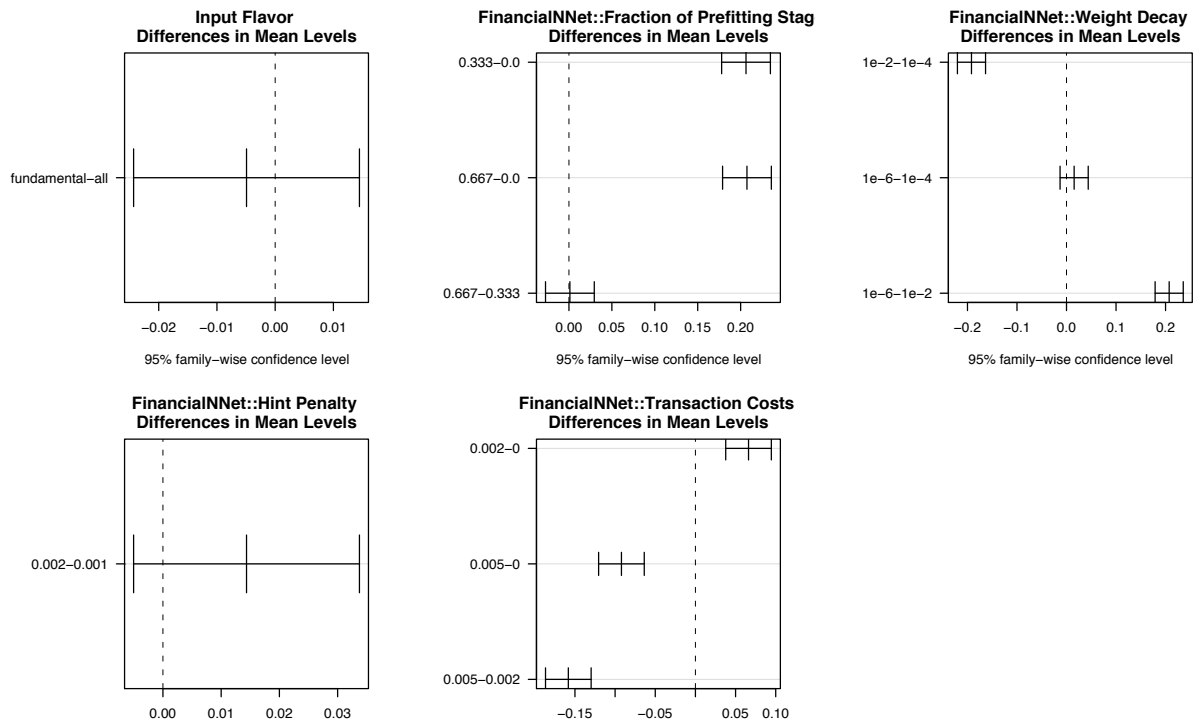 Input Flavor
Differences in Mean Levels
fundamental−all
−0.02 −0.01 0.00 0.01
95% family−wise confidence level
FinancialNNet::Fraction of Prefitting Stag
Differences in Mean Levels
0.333−0.0
0.667−0.0
0.667−0.333
0.00 0.05 0.10 0.15 0.20
95% family−wise confidence level
FinancialNNet::Weight Decay
Differences in Mean Levels
1e−2−1e−4
1e−6−1e−4
1e−6−1e−2
−0.2 −0.1 0.0 0.1 0.2
95% family−wise confidence level
FinancialNNet::Hint Penalty
Differences in Mean Levels
0.002−0.001
0.00 0.01 0.02 0.03
FinancialNNet::Transaction Costs
Differences in Mean Levels
0.002−0
0.005−0
0.005−0.002
−0.15 −0.05 0.05 0.10